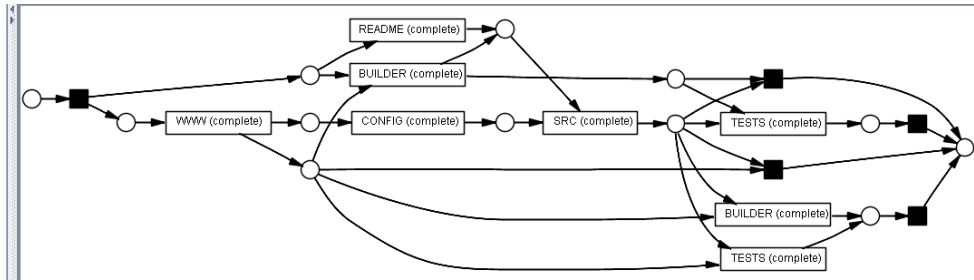 README (complete)
BUILDER (complete)
WWW (complete)
CONFIG (complete)
SRC (complete)
TESTS (complete)
BUILDER (complete)
TESTS (complete)